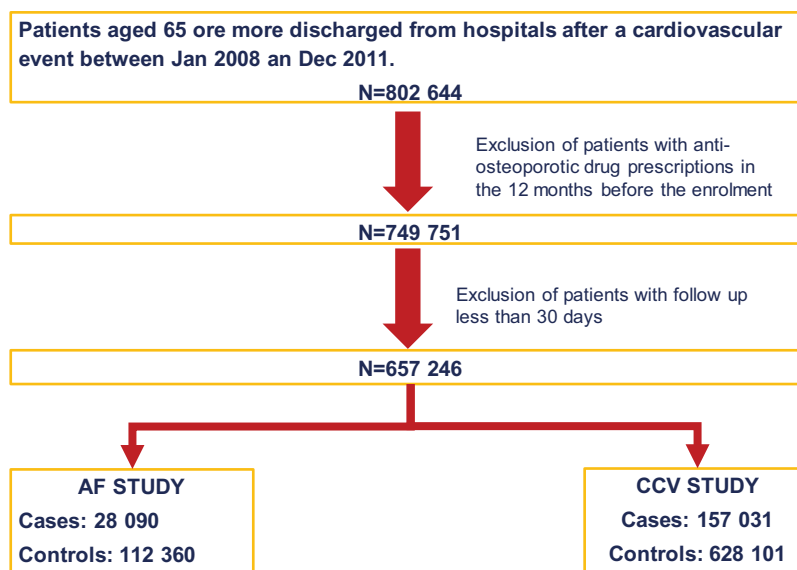 Patients aged 65 ore more discharged from hospitals after a cardiovascular
event between Jan 2008 an Dec 2011.
N=802 644
Exclusion of patients with anti-
osteoporotic drug prescriptions in
the 12 months before the enrolment
N=749 751
Exclusion of patients with follow up
less than 30 days
N=657 246
AF STUDY
Cases: 28 090
Controls: 112 360
CCV STUDY
Cases: 157 031
Controls: 628 101